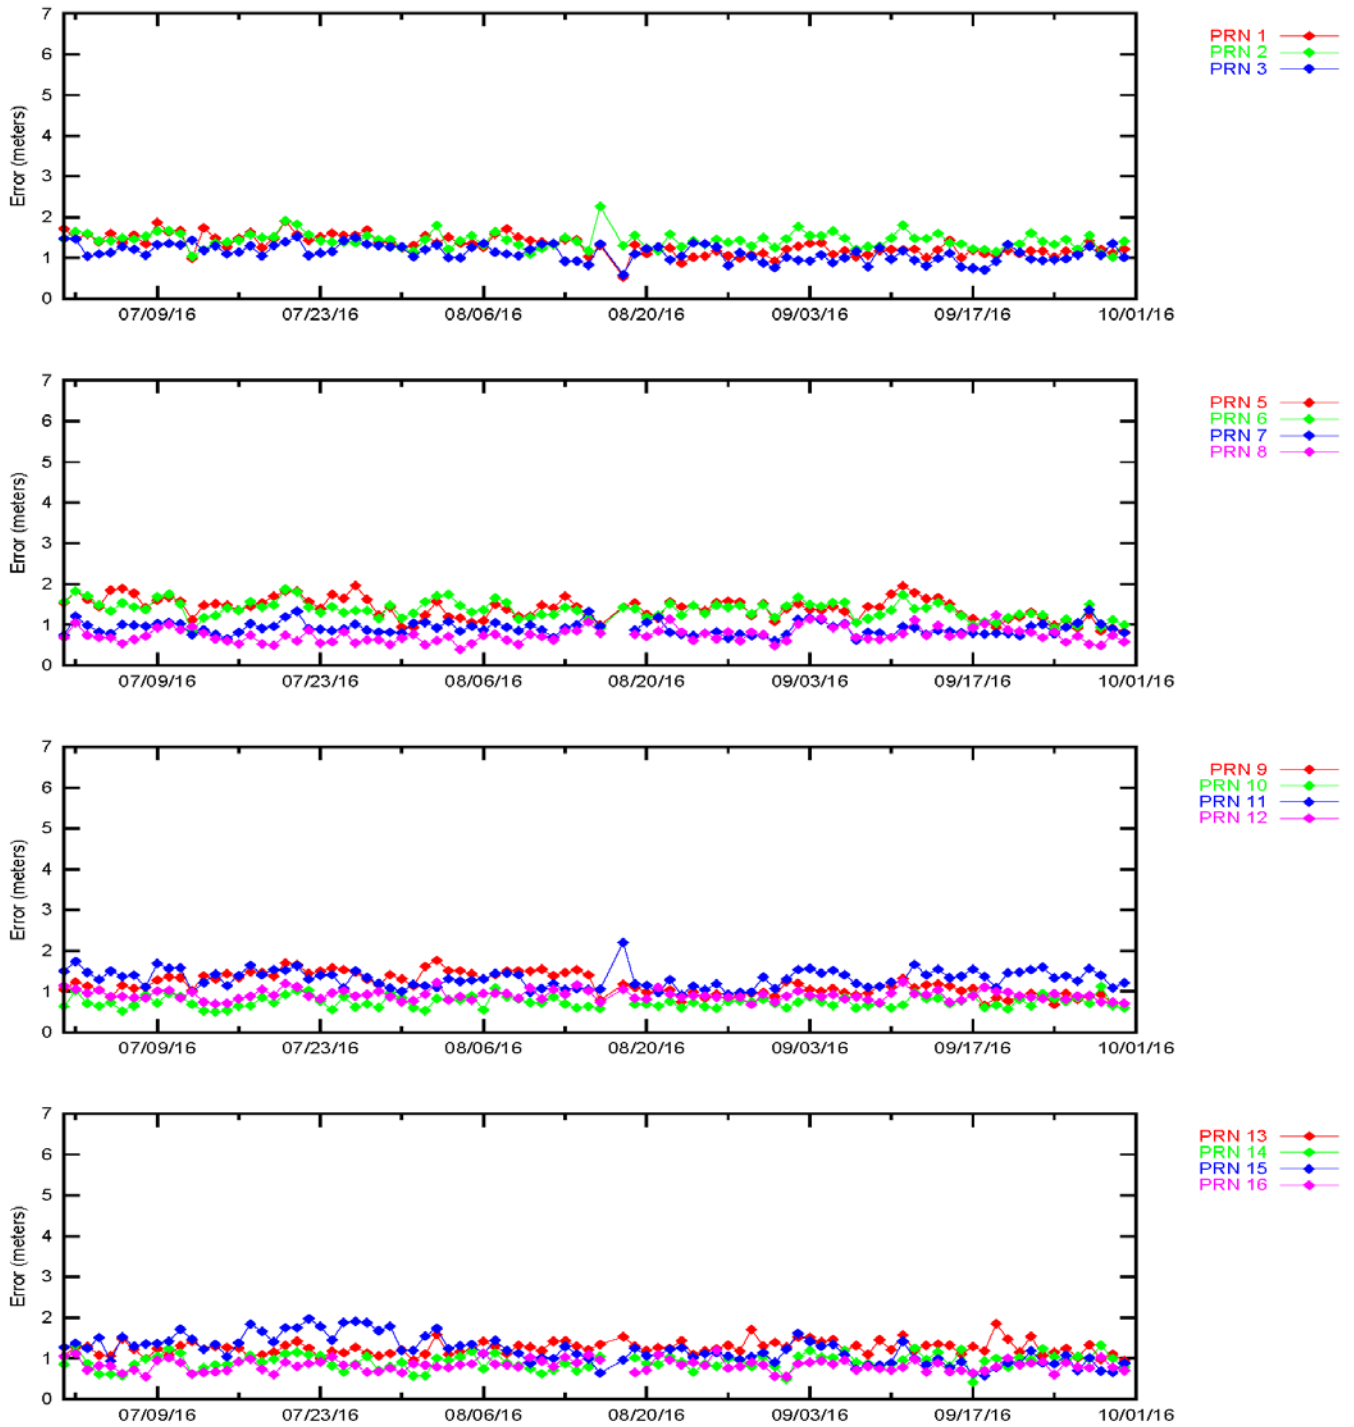 7
6
5
4
3
2
1
0
Error (meters)
07/09/16 07/23/16 08/06/16 08/20/16 09/03/16 09/17/16 10/01/16
PRN 1
PRN 2
PRN 3
7
6
5
4
3
2
1
0
Error (meters)
07/09/16 07/23/16 08/06/16 08/20/16 09/03/16 09/17/16 10/01/16
PRN 5
PRN 6
PRN 7
PRN 8
7
6
5
4
3
2
1
0
Error (meters)
07/09/16 07/23/16 08/06/16 08/20/16 09/03/16 09/17/16 10/01/16
PRN 9
PRN 10
PRN 11
PRN 12
7
6
5
4
3
2
1
0
Error (meters)
07/09/16 07/23/16 08/06/16 08/20/16 09/03/16 09/17/16 10/01/16
PRN 13
PRN 14
PRN 15
PRN 16